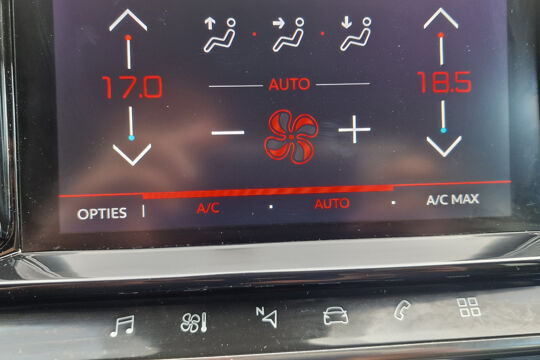 17.0
18.5
AUTO
OPTIES A/C AUTO A/C MAX
N